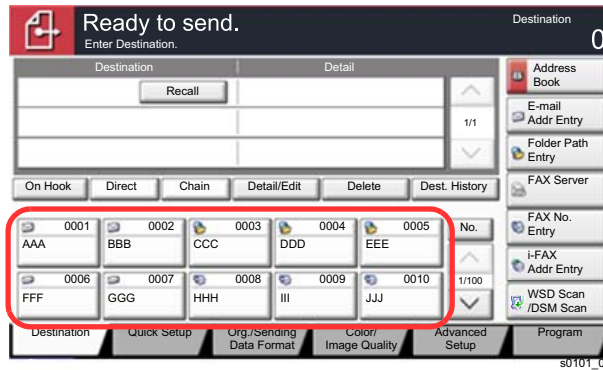 Ready to send.
Destination
Enter Destination.
0
Destination Detail
Address
Book
Recall
E-mail
Addr Entry
1/1
Folder Path
Entry
On Hook Direct Chain Detail/Edit Delete Dest. History
FAX Server
0001 0002 0003 0004 0005 No.
AAA BBB CCC DDD EEE
FAX No.
Entry
i-FAX
Addr Entry
0006 0007 0008 0009 0010 1/100
FFF GGG HHH III JJJ
WSD Scan
/DSM Scan
Destination Quick Setup Org./Sending
Data Format Color/
Image Quality Advanced
Setup Program
s0101_0